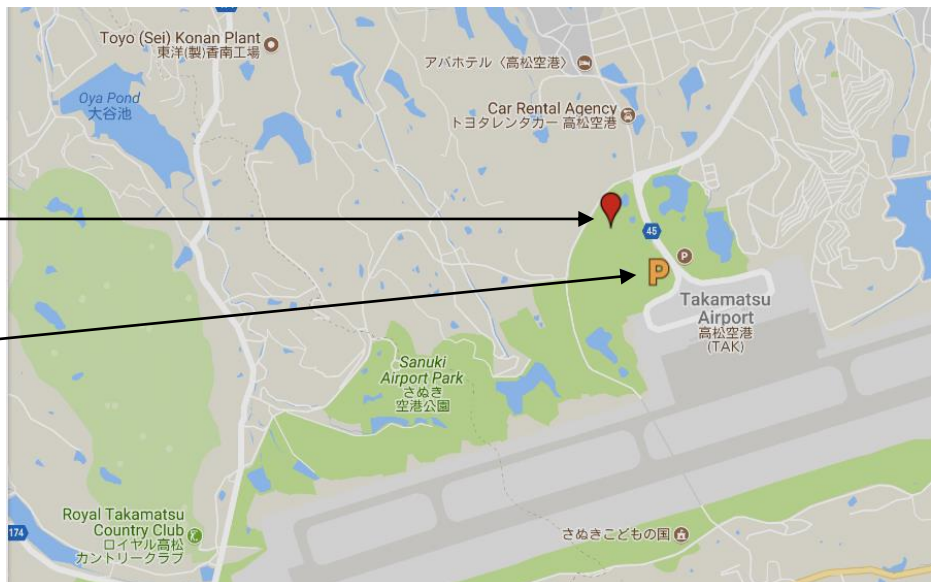 Toyo (Sei) Konan Plant
東洋(製)香南工場
アパホテル〈高松空港〉
Oya Pond
大谷池
Car Rental Agency
トヨタレンタカー 高松空港
45
P
P
Takamatsu
Airport
高松空港
(TAK)
Sanuki
Airport Park
さぬき
空港公園
Royal Takamatsu
Country Club
ロイヤル高松
カントリークラブ
174
さぬきこどもの国